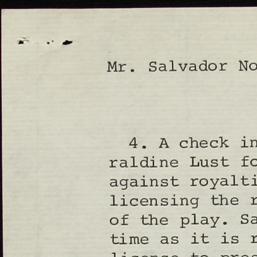 Mr. Salvador No
4. A check in
raldine Lust fo
against royalti
licensing the r
of the play. Sa
time as it is r